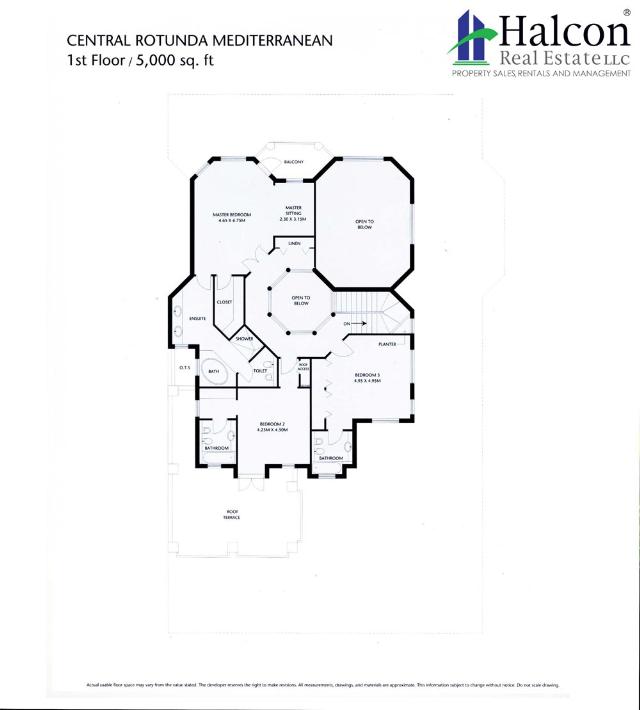 CENTRAL ROTUNDA MEDITERRANEAN
1st Floor / 5,000 sq. ft
Halcon®
Real Estate LLC
PROPERTY SALES, RENTALS AND MANAGEMENT
BALCONY
MASTER BEDROOM
4.65 X 6.75M
MASTER
SITTING
2.30 X 3.15M
OPEN TO
BELOW
LINEN
CLOSET
OPEN TO
BELOW
ENSUITE
DN
SHOWER
PLANTER
O.T.S
BATH
TOILET
ROOF
ACCESS
BEDROOM 3
4.95 X 4.95M
BEDROOM 2
4.25M X 4.50M
BATHROOM
BATHROOM
ROOF
TERRACE
Actual usable floor space may vary from the value stated. The developer reserves the right to make revisions. All measurements, drawings, and materials are approximate. This information subject to change without notice. Do not scale drawing.